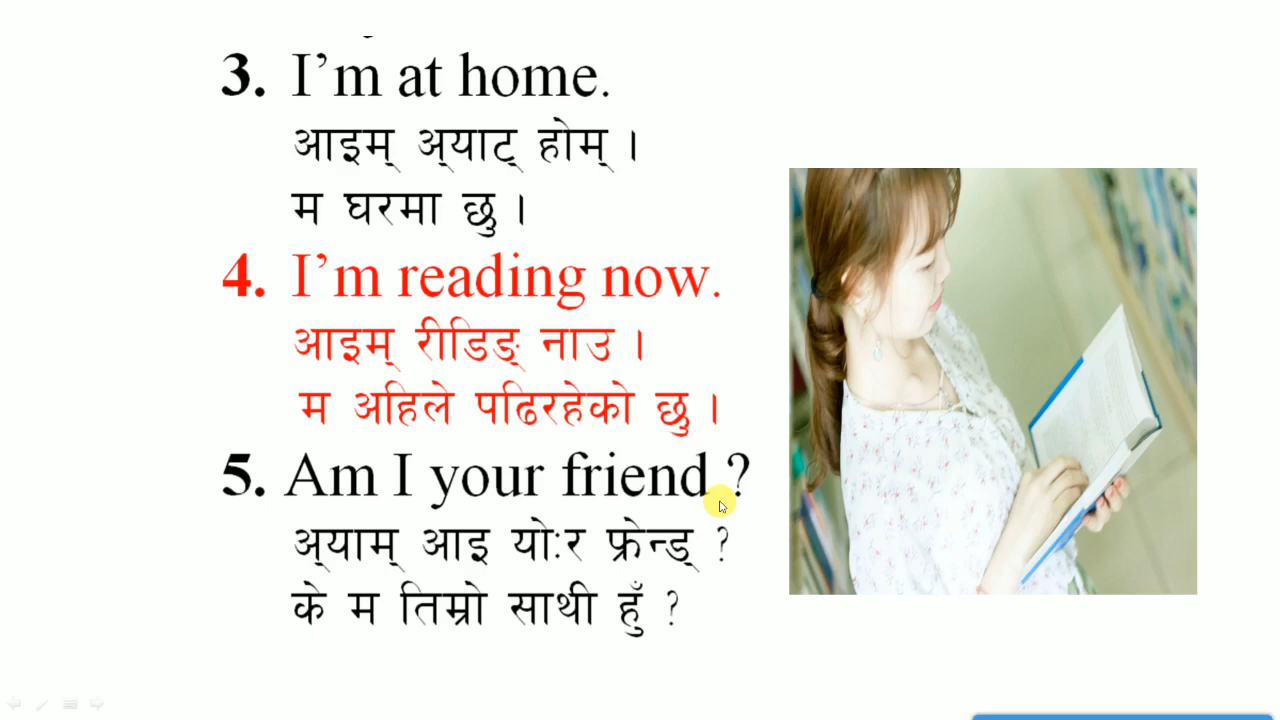 3. I’m at home.
आइम् अ्याट् होम् ।
म घरमा छु ।
4. I’m reading now.
आइम् रीडिङ् नाउ ।
म अहिले पढिरहेको छु ।
5. Am I your friend ?
अ्याम् आइ योःर फ्रेन्ड् ?
के म तिम्रो साथी हुँ ?